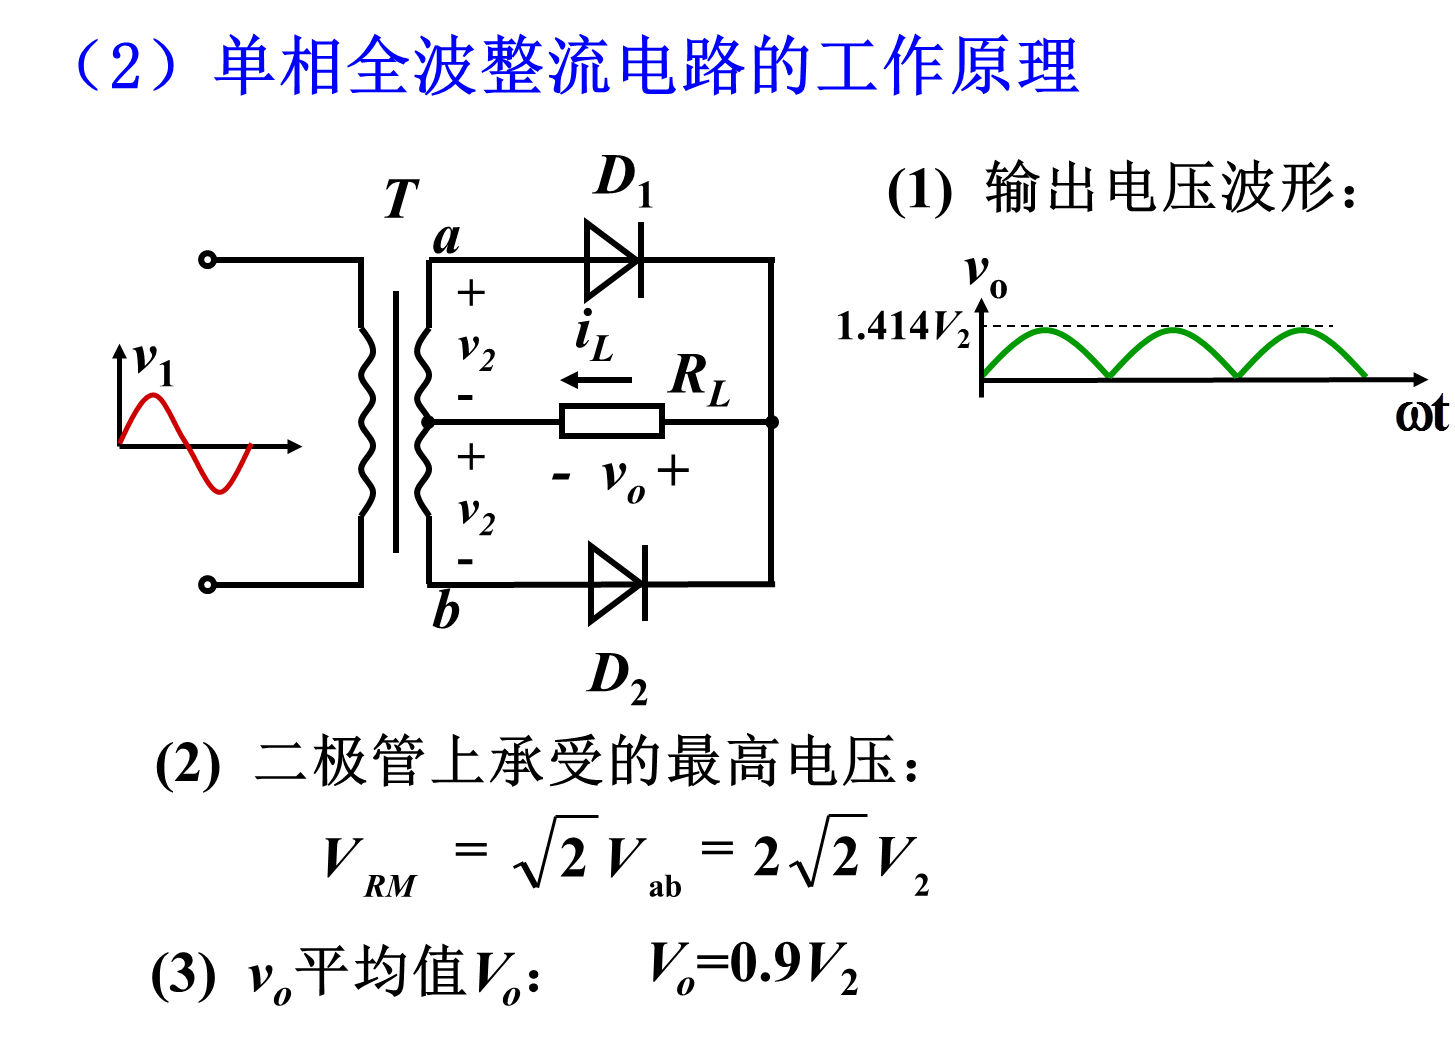 （2）单相全波整流电路的工作原理
T
a
D1
+
v2
-
iL
RL
+
v2
-
- vo +
b
D2
v1
(1) 输出电压波形：
vo
1.414V2
ωt
(2) 二极管上承受的最高电压：
VRM = √2 Vab = 2√2 V2
(3) vo平均值Vo： Vo=0.9V2